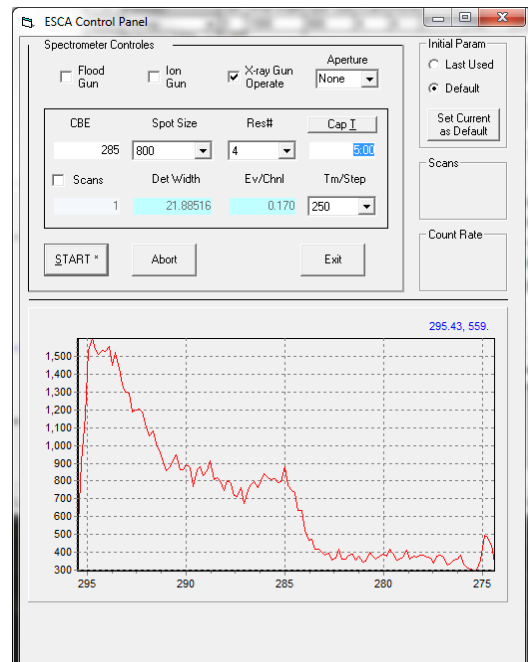 ESCA Control Panel
Spectrometer Controles
Flood Gun
Ion Gun
X-ray Gun Operate
Aperture
None
Initial Param
Last Used
Default
Set Current as Default
CBE
Spot Size
Res#
Cap T
285
800
4
5:00
Scans
Det Width
Ev/Chnl
Tm/Step
1
21.88516
0.170
250
Scans
Count Rate
START *
Abort
Exit
295.43, 559.
1,500
1,400
1,300
1,200
1,100
1,000
900
800
700
600
500
400
300
295
290
285
280
275